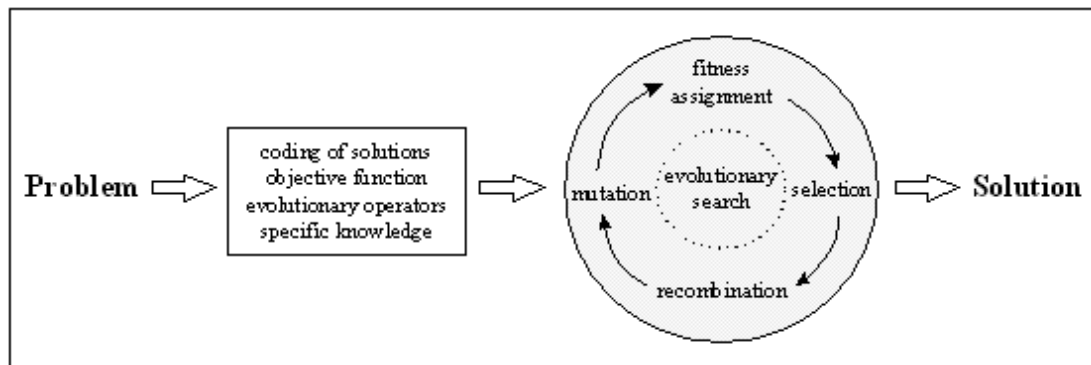 Problem
coding of solutions
objective function
evolutionary operators
specific knowledge
fitness
assignment
mutation
evolutionary
search
selection
recombination
Solution